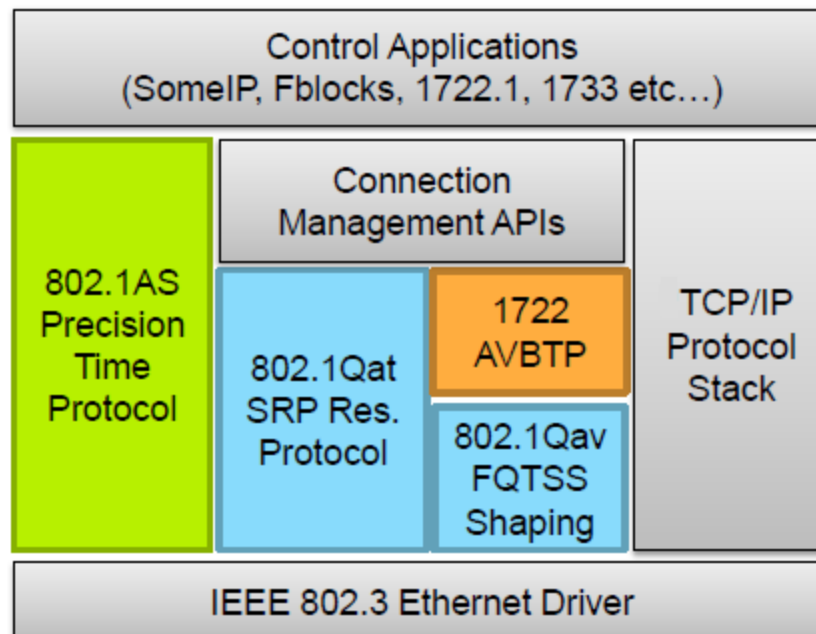 Control Applications
(SomeIP, Fblocks, 1722.1, 1733 etc…)
802.1AS
Precision
Time
Protocol
Connection
Management APIs
802.1Qat
SRP Res.
Protocol
1722
AVBTP
802.1Qav
FQTSS
Shaping
TCP/IP
Protocol
Stack
IEEE 802.3 Ethernet Driver